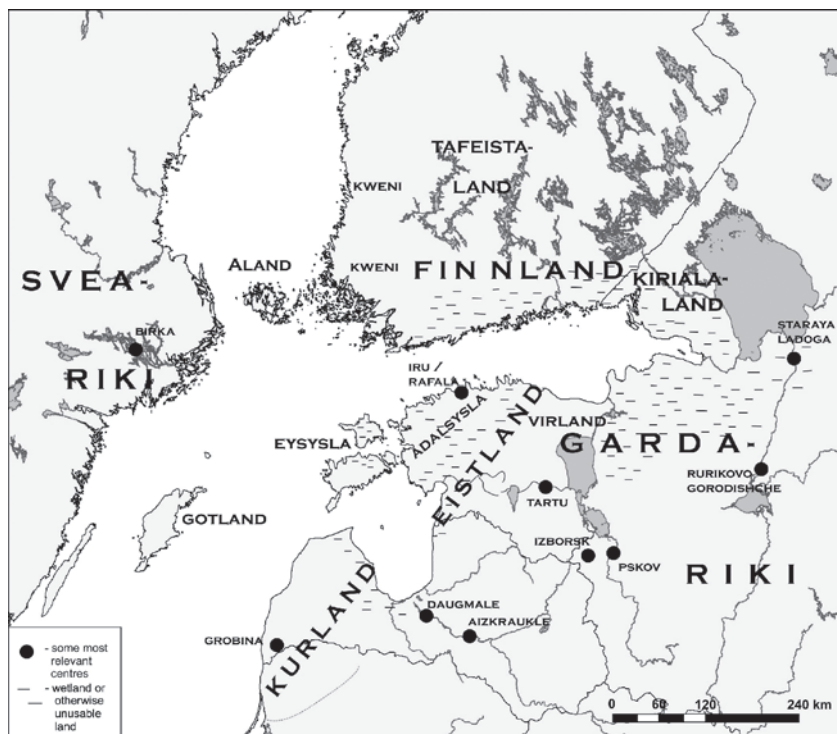 TAFEISTA-
LAND
KWENI
KWENI
ÅLAND
FINNLAND
KIRIALA-
LAND
SVEA-
BIRKA
RIKI
STARAYA
LADOGA
IRU /
RAFALA
ADALSYSLA
VIRLAND
EYSYSLA
EISTLAND
GARDA-
RURIKOVO
GORODISHCHE
TARTU
GOTLAND
IZBORSK
PSKOV
RIKI
DAUGMALE
AIZKRAUKLE
GROBINA
KURLAND
- some most
relevant
centres
- wetland or
otherwise
unusable
land
0 60 120 240 km